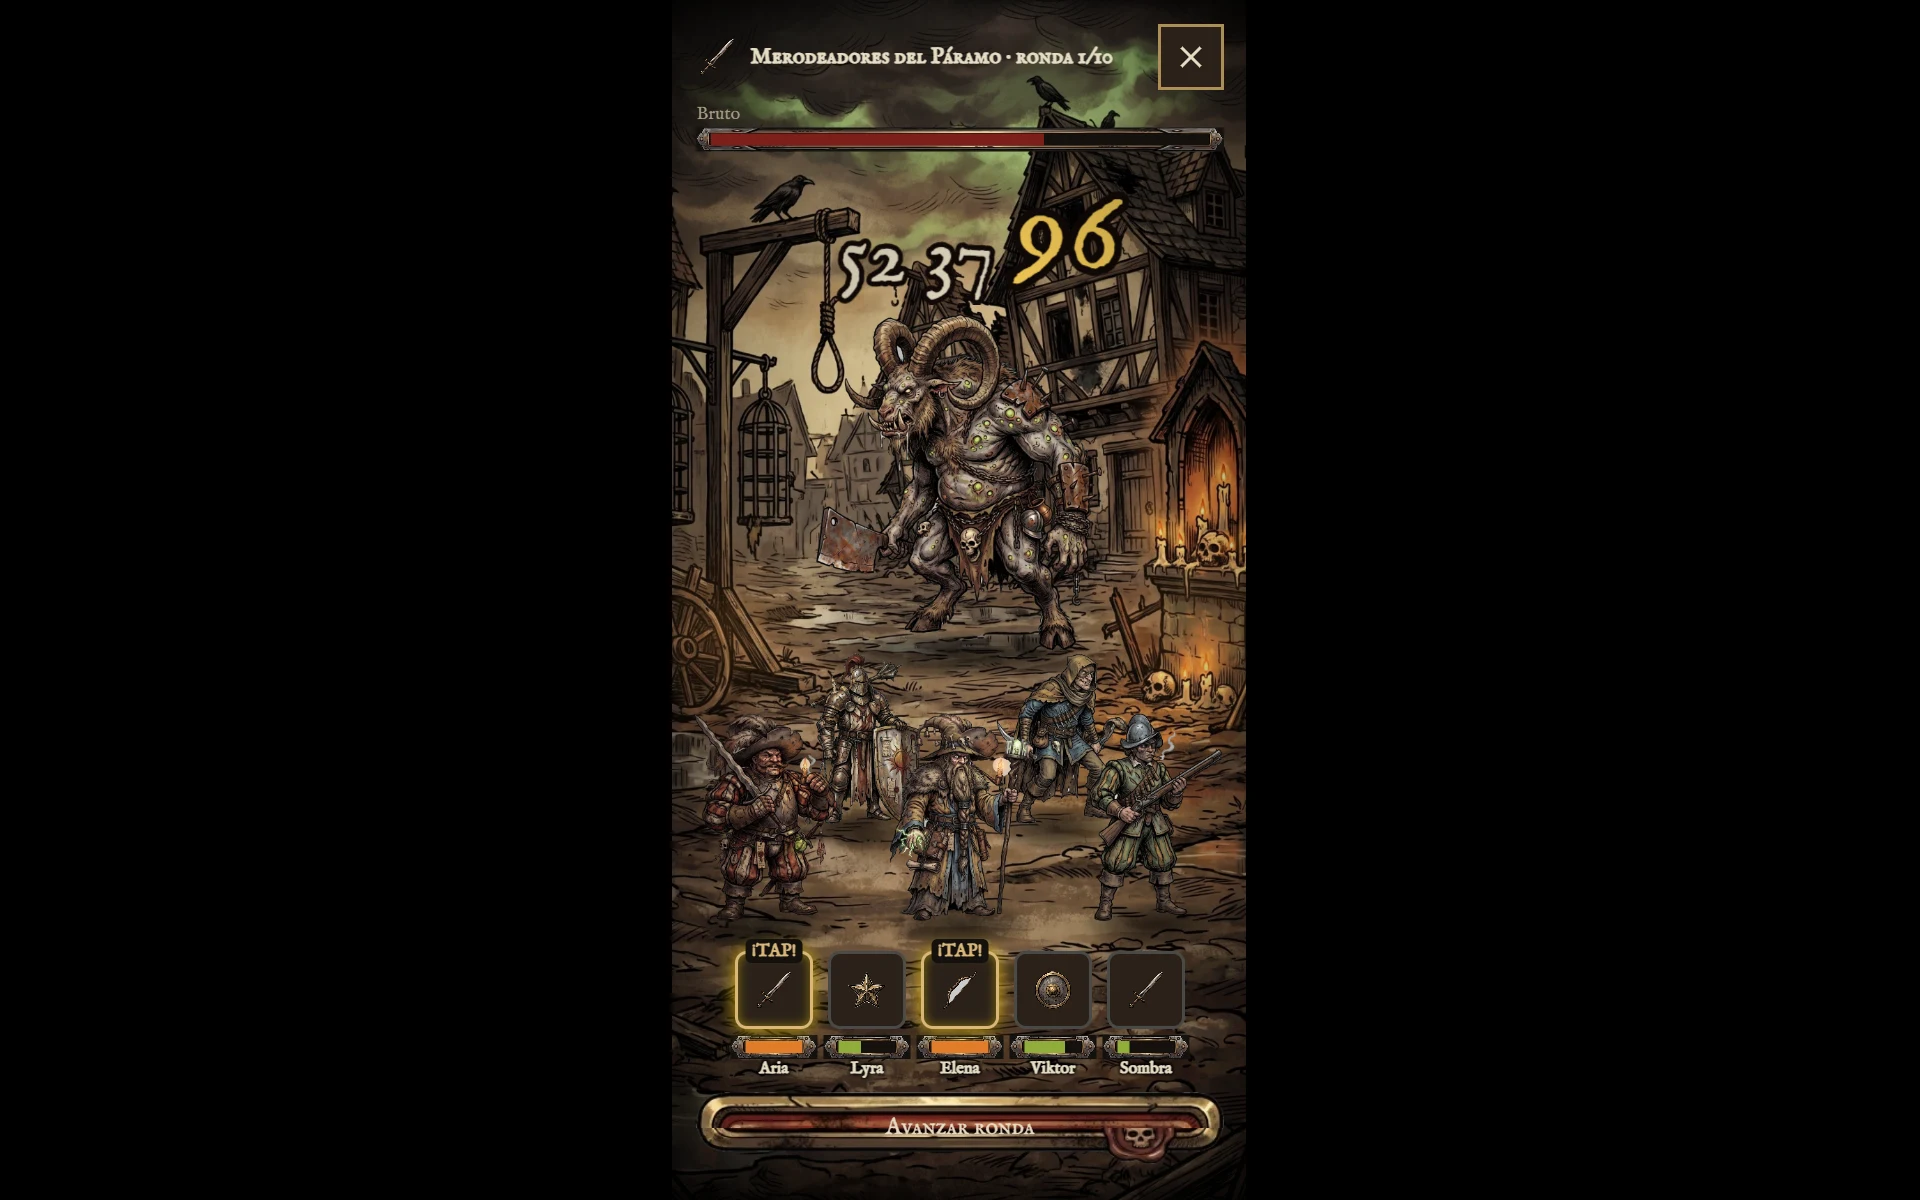 Merodeadores del Páramo · ronda 1/10
Bruto
52 37 96
¡TAP! ¡TAP!
Aria Lyra Elena Viktor Sombra
Avanzar ronda